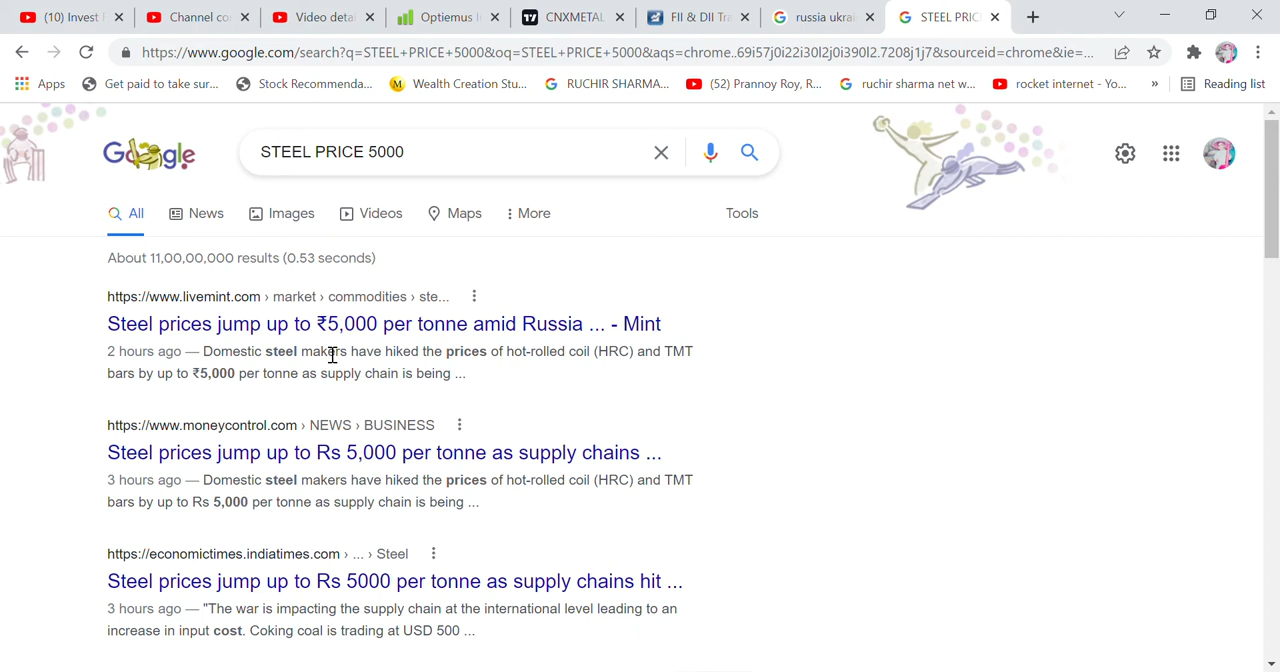 (10) Invest
Channel co
Video deta
Optiemus I
CNXMETAL
FII & DII Tra
russia ukrai
STEEL PRIC
https://www.google.com/search?q=STEEL+PRICE+5000&oq=STEEL+PRICE+5000&aqs=chrome..69i57j0i22i30l2j0i390l2.7208j1j7&sourceid=chrome&ie=...
Apps
Get paid to take sur...
Stock Recommenda...
Wealth Creation Stu...
RUCHIR SHARMA...
(52) Prannoy Roy, R...
ruchir sharma net w...
rocket internet - Yo...
»
Reading list
Google
STEEL PRICE 5000
All
News
Images
Videos
Maps
More
Tools
About 11,00,00,000 results (0.53 seconds)
https://www.livemint.com › market › commodities › ste...
Steel prices jump up to ₹5,000 per tonne amid Russia ... - Mint
2 hours ago — Domestic steel makers have hiked the prices of hot-rolled coil (HRC) and TMT
bars by up to ₹5,000 per tonne as supply chain is being ...
https://www.moneycontrol.com › NEWS › BUSINESS
Steel prices jump up to Rs 5,000 per tonne as supply chains ...
3 hours ago — Domestic steel makers have hiked the prices of hot-rolled coil (HRC) and TMT
bars by up to Rs 5,000 per tonne as supply chain is being ...
https://economictimes.indiatimes.com › ... › Steel
Steel prices jump up to Rs 5000 per tonne as supply chains hit ...
3 hours ago — "The war is impacting the supply chain at the international level leading to an
increase in input cost. Coking coal is trading at USD 500 ...